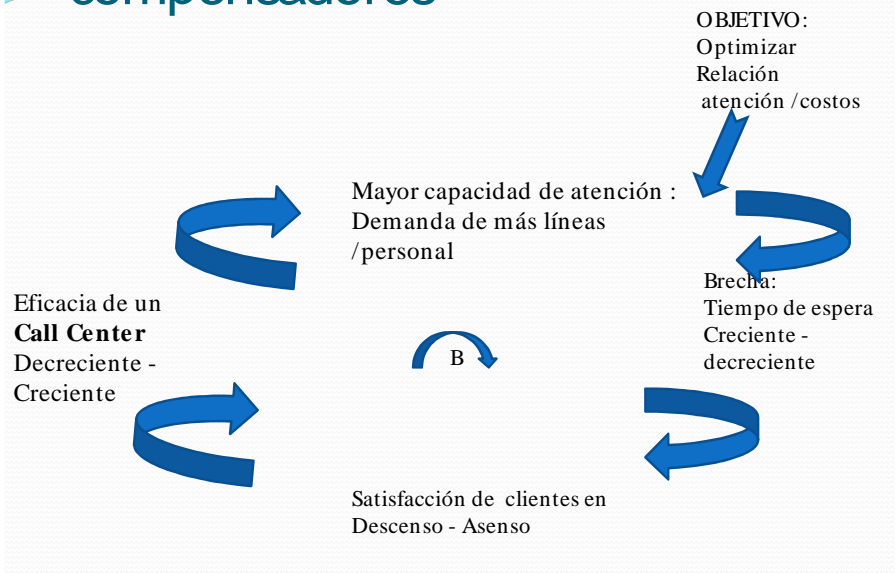 compensadores
OBJETIVO:
Optimizar
Relación
atención /costos
Mayor capacidad de atención :
Demanda de más líneas
/personal
Brecha:
Tiempo de espera
Creciente -
decreciente
Eficacia de un
Call Center
Decreciente -
Creciente
B
Satisfacción de clientes en
Descenso - Asenso